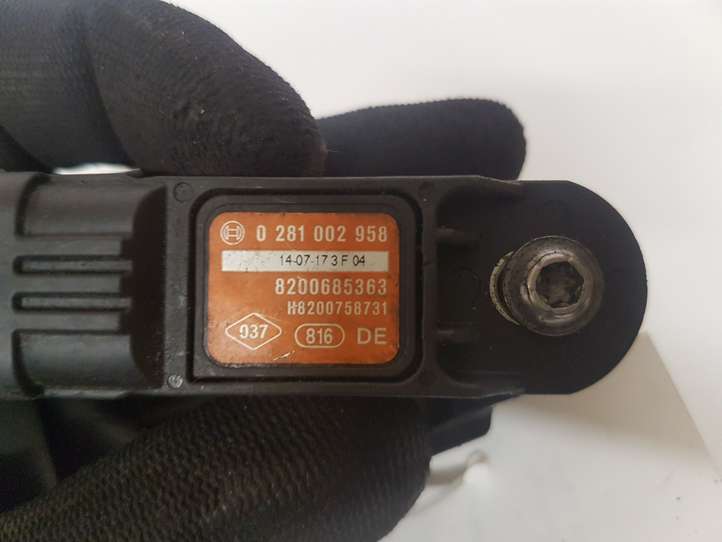 0 281 002 958
14-07-17 3 F 04
8200685363
H8200758731
937 816 DE